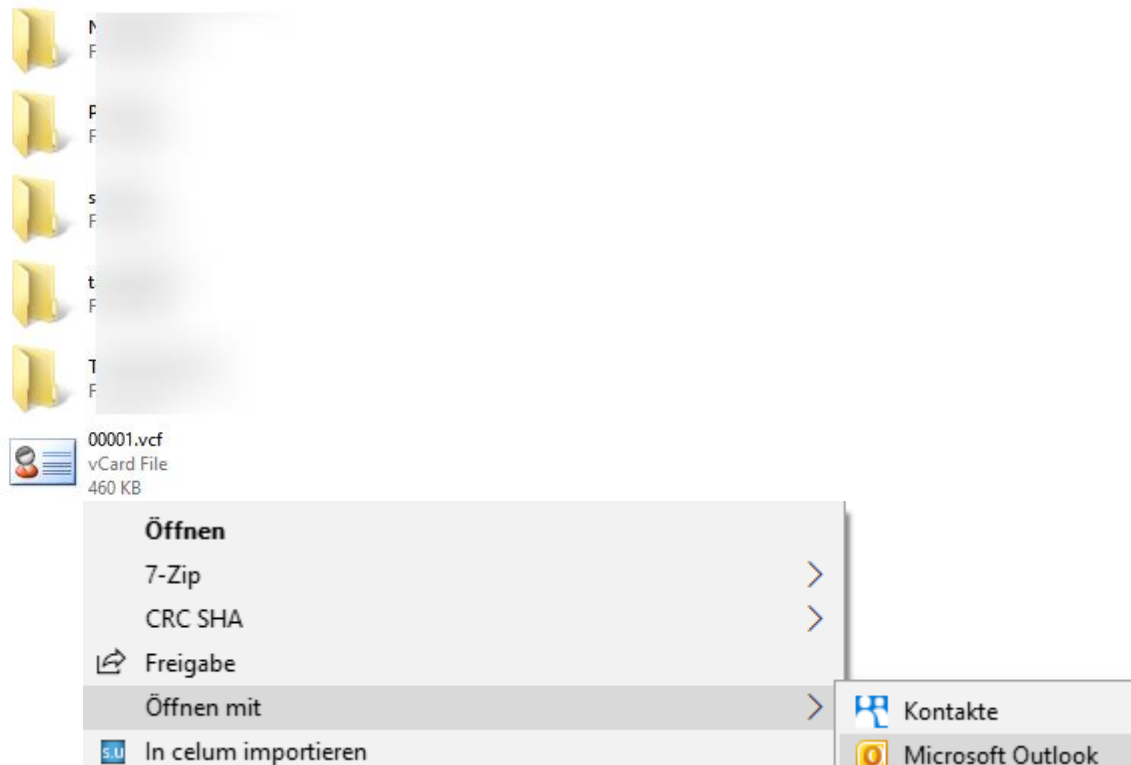 00001.vcf
vCard File
460 KB
Öffnen
7-Zip
CRC SHA
Freigabe
Öffnen mit
Kontakte
s.u In celum importieren
Microsoft Outlook